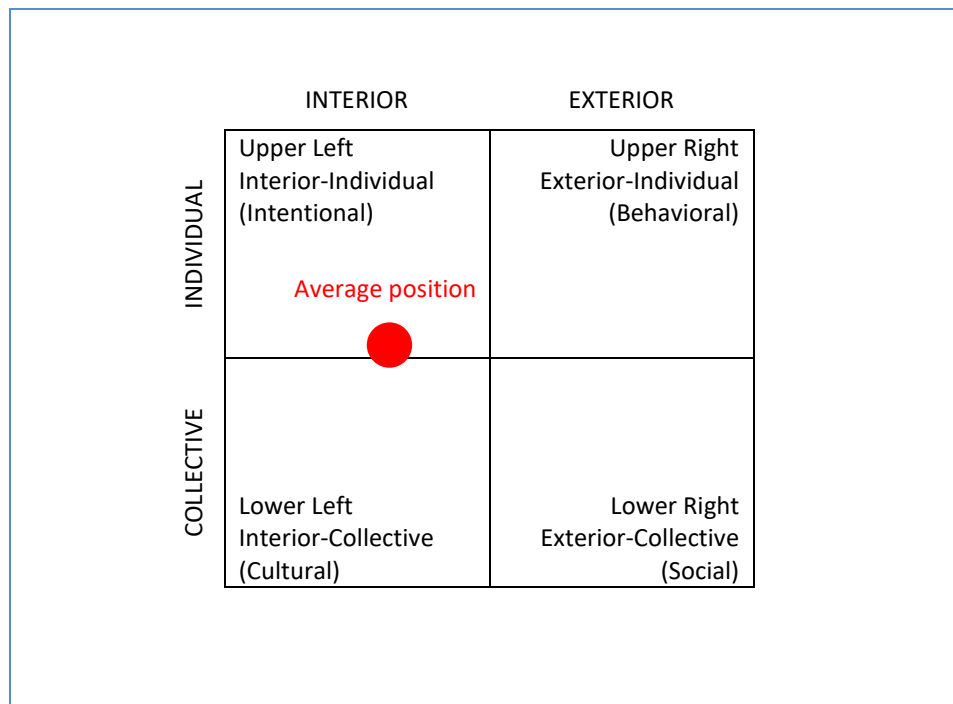 INTERIOR
EXTERIOR
INDIVIDUAL
Upper Left
Interior-Individual
(Intentional)
Upper Right
Exterior-Individual
(Behavioral)
Average position
COLLECTIVE
Lower Left
Interior-Collective
(Cultural)
Lower Right
Exterior-Collective
(Social)